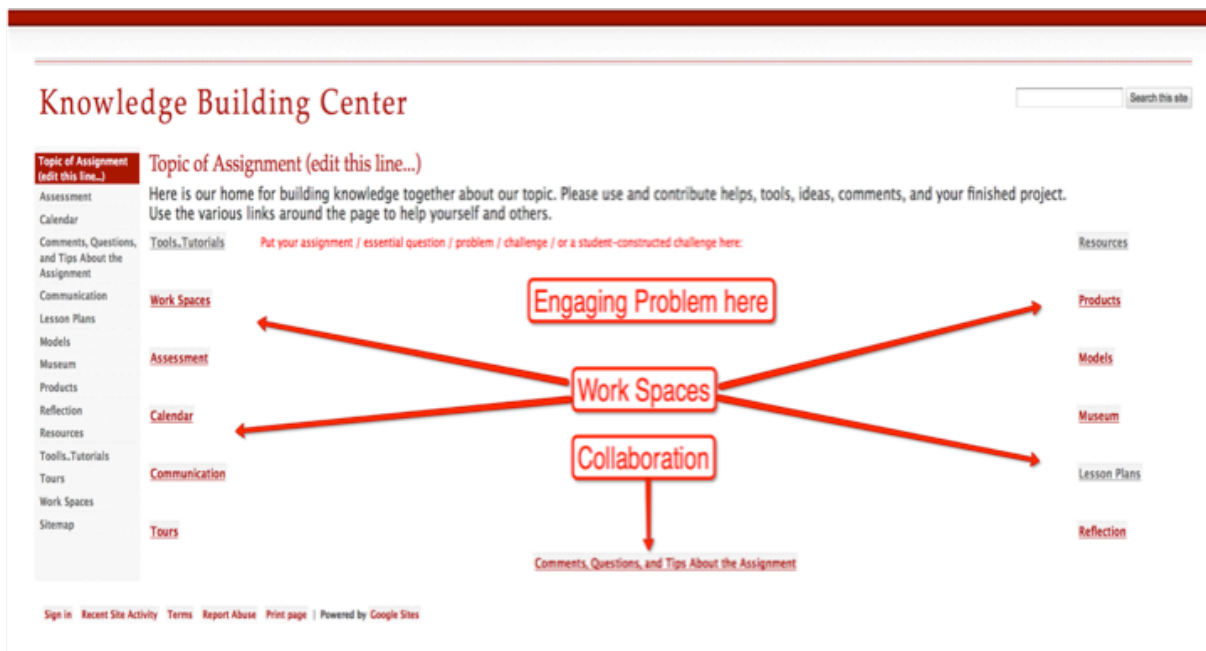 Knowledge Building Center
Search this site
Topic of Assignment
(edit this line...)
Assessment
Calendar
Comments, Questions,
and Tips About the
Assignment
Communication
Lesson Plans
Models
Museum
Products
Reflection
Resources
Toolls..Tutorials
Tours
Work Spaces
Sitemap
Topic of Assignment (edit this line...)
Here is our home for building knowledge together about our topic. Please use and contribute helps, tools, ideas, comments, and your finished project.
Use the various links around the page to help yourself and others.
Tools..Tutorials
Put your assignment / essential question / problem / challenge / or a student-constructed challenge here:
Resources
Work Spaces
Engaging Problem here
Products
Assessment
Work Spaces
Models
Calendar
Museum
Collaboration
Communication
Lesson Plans
Tours
Reflection
Comments, Questions, and Tips About the Assignment
Sign in Recent Site Activity Terms Report Abuse Print page | Powered by Google Sites